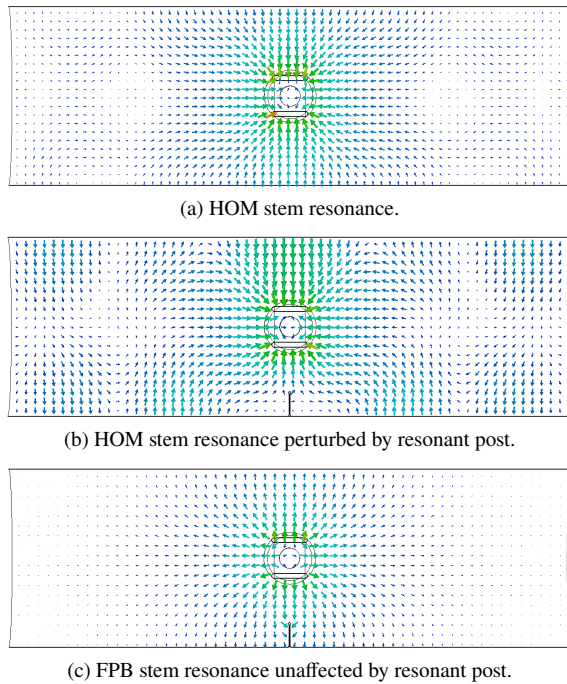 (a) HOM stem resonance.
(b) HOM stem resonance perturbed by resonant post.
(c) FPB stem resonance unaffected by resonant post.